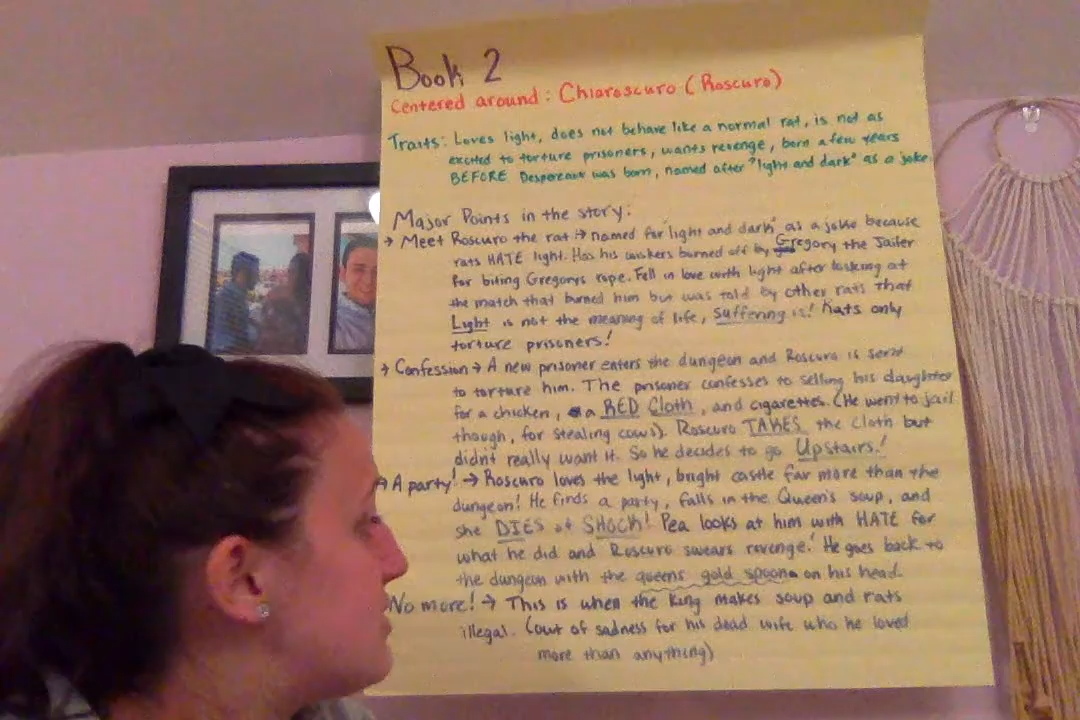 Book 2
Centered around: Chiaroscuro (Roscuro)
Traits: Loves light, does not behave like a normal rat, is not as
excited to torture prisoners, wants revenge, born a few years
BEFORE Despereaux was born, named after "light and dark" as a joke.
Major Points in the story:
→ Meet Roscuro the rat → named for "light and dark" as a joke because
rats HATE light. Has his wiskers burned off by Gregory the Jailer
for biting Gregorys rope. Fell in love with light after looking at
the match that burned him but was told by other rats that
Light is not the meaning of life, suffering is! Rats only
torture prisoners!
→ Confession → A new prisoner enters the dungeon and Roscuro is sent
to torture him. The prisoner confesses to selling his daughter
for a chicken, a RED Cloth, and cigarettes. (He went to jail
though, for stealing cows). Roscuro TAKES the cloth but
didnt really want it. So he decides to go Upstairs!
→ A party! → Roscuro loves the light, bright castle far more than the
dungeon! He finds a party, falls in the Queen's soup, and
she DIES of SHOCK! Pea looks at him with HATE for
what he did and Roscuro swears revenge! He goes back to
the dungeon with the queens gold spoon on his head.
No more! → This is when the King makes soup and rats
illegal. (out of sadness for his dead wife who he loved
more than anything)